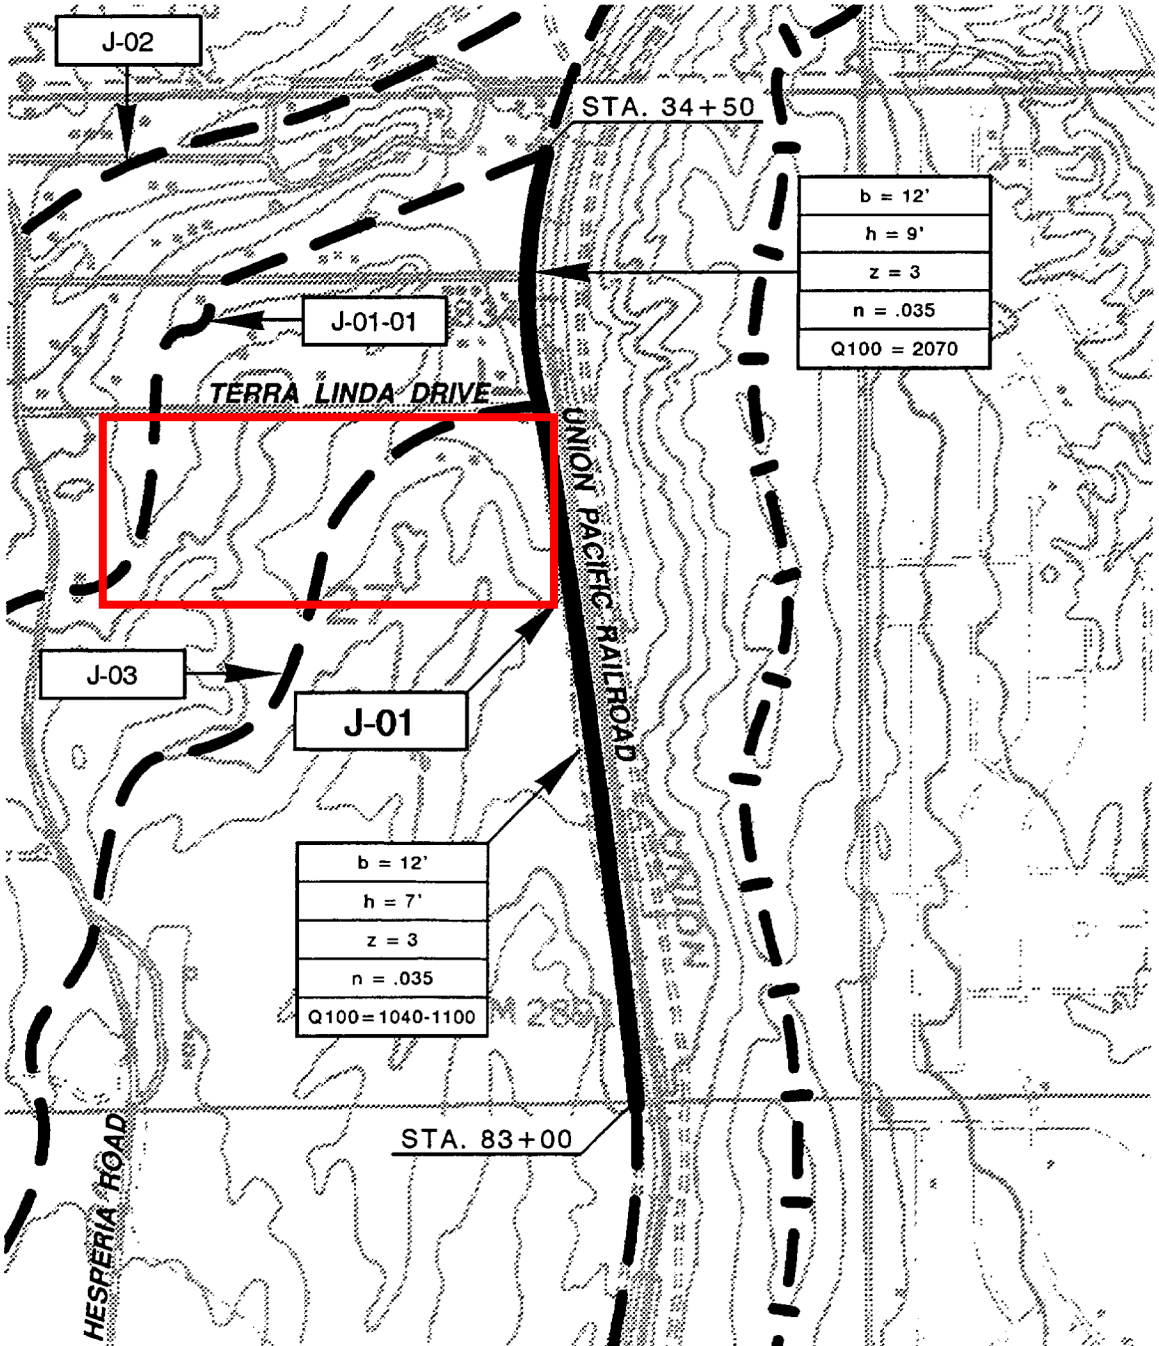 J-02
STA. 34+50
b = 12'
h = 9'
z = 3
n = .035
Q100 = 2070
J-01-01
TERRA LINDA DRIVE
UNION PACIFIC RAILROAD
J-03
J-01
b = 12'
h = 7'
z = 3
n = .035
Q100=1040-1100
UNION
STA. 83+00
HESPERIA ROAD